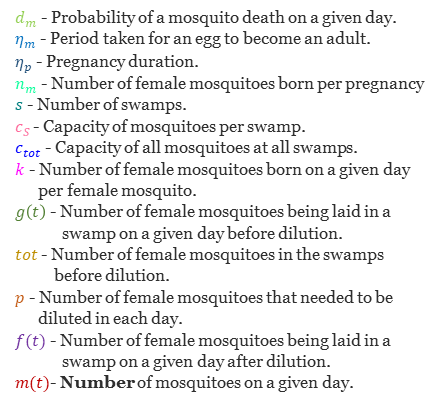 d_m - Probability of a mosquito death on a given day.
η_m - Period taken for an egg to become an adult.
η_p - Pregnancy duration.
n_m - Number of female mosquitoes born per pregnancy
s - Number of swamps.
c_s - Capacity of mosquitoes per swamp.
c_tot - Capacity of all mosquitoes at all swamps.
k - Number of female mosquitoes born on a given day
per female mosquito.
g(t) - Number of female mosquitoes being laid in a
swamp on a given day before dilution.
tot - Number of female mosquitoes in the swamps
before dilution.
p - Number of female mosquitoes that needed to be
diluted in each day.
f(t) - Number of female mosquitoes being laid in a
swamp on a given day after dilution.
m(t)- Number of mosquitoes on a given day.